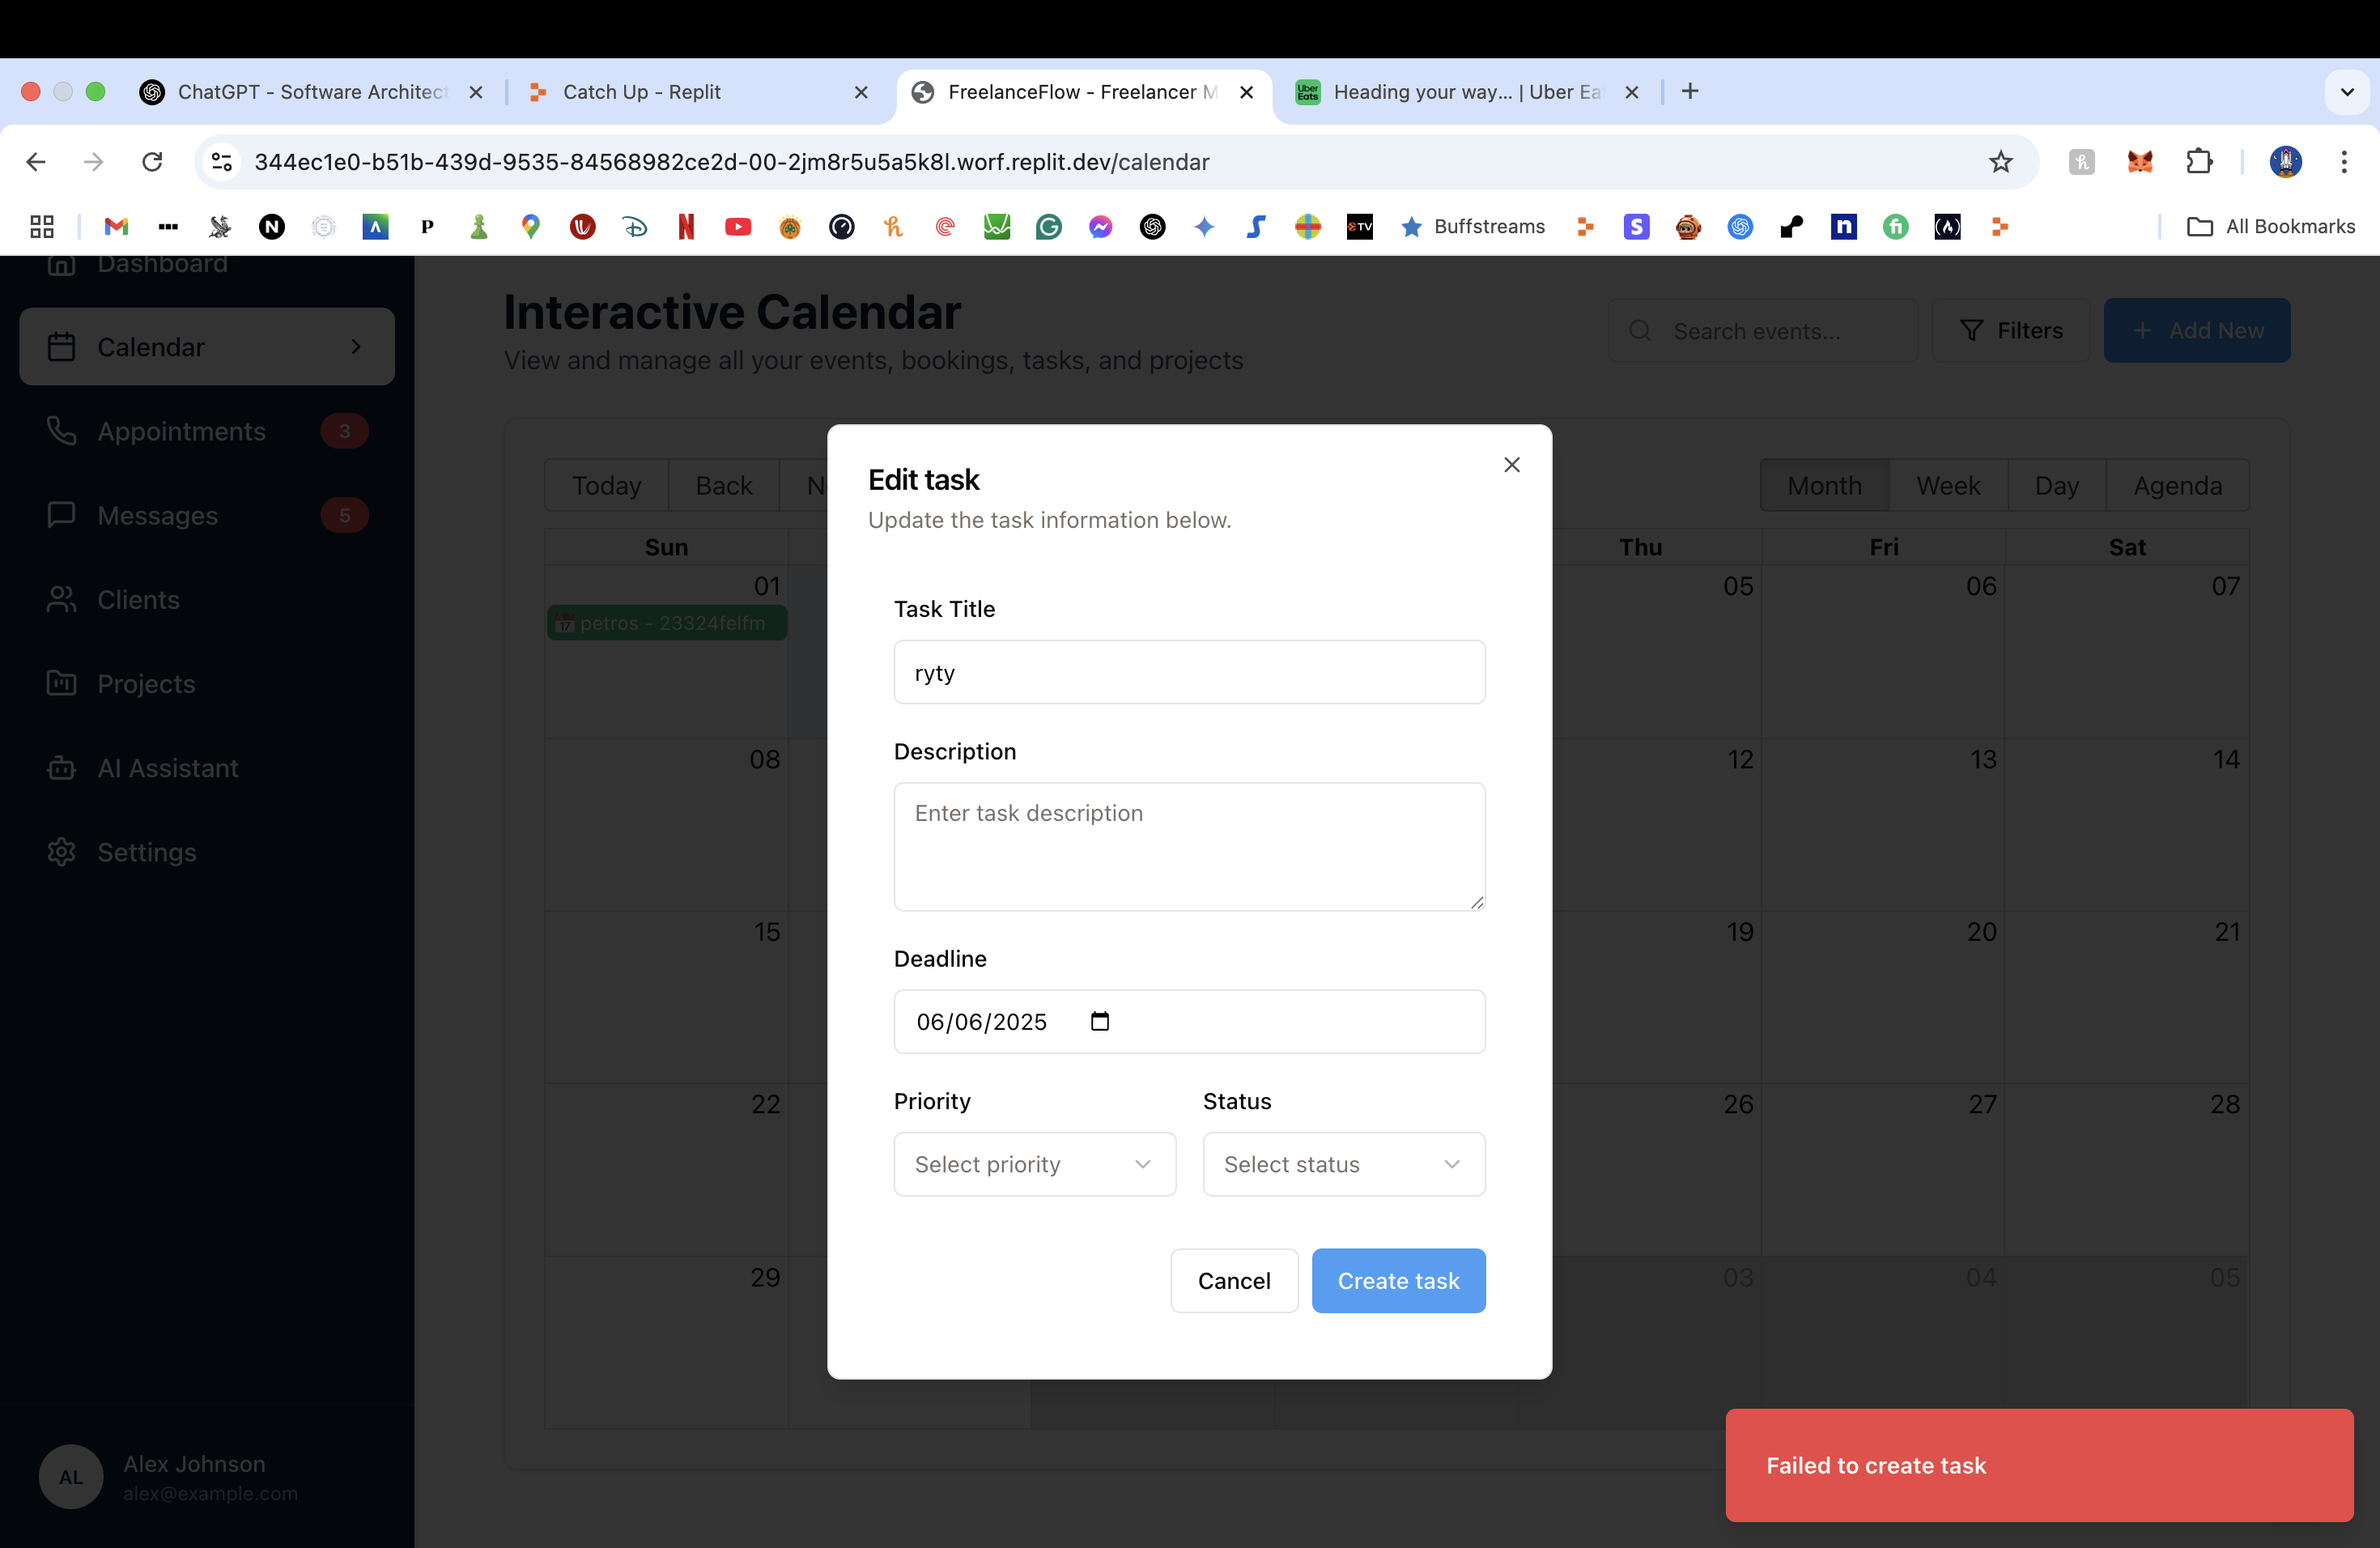 ChatGPT - Software Architect
Catch Up - Replit
FreelanceFlow - Freelancer M
Uber Eats
Heading your way... | Uber Ea
344ec1e0-b51b-439d-9535-84568982ce2d-00-2jm8r5u5a5k8l.worf.replit.dev/calendar
Buffstreams
All Bookmarks
Dashboard
Calendar
Appointments 3
Messages 5
Clients
Projects
AI Assistant
Settings
AL
Alex Johnson
alex@example.com
Interactive Calendar
View and manage all your events, bookings, tasks, and projects
Search events...
Filters
+ Add New
Today Back N
Month Week Day Agenda
Sun Thu Fri Sat
01 05 06 07
17 petros - 23324felfm
08 12 13 14
15 19 20 21
22 26 27 28
29 03 04 05
Edit task
Update the task information below.
Task Title
ryty
Description
Enter task description
Deadline
06/06/2025
Priority Status
Select priority Select status
Cancel Create task
Failed to create task